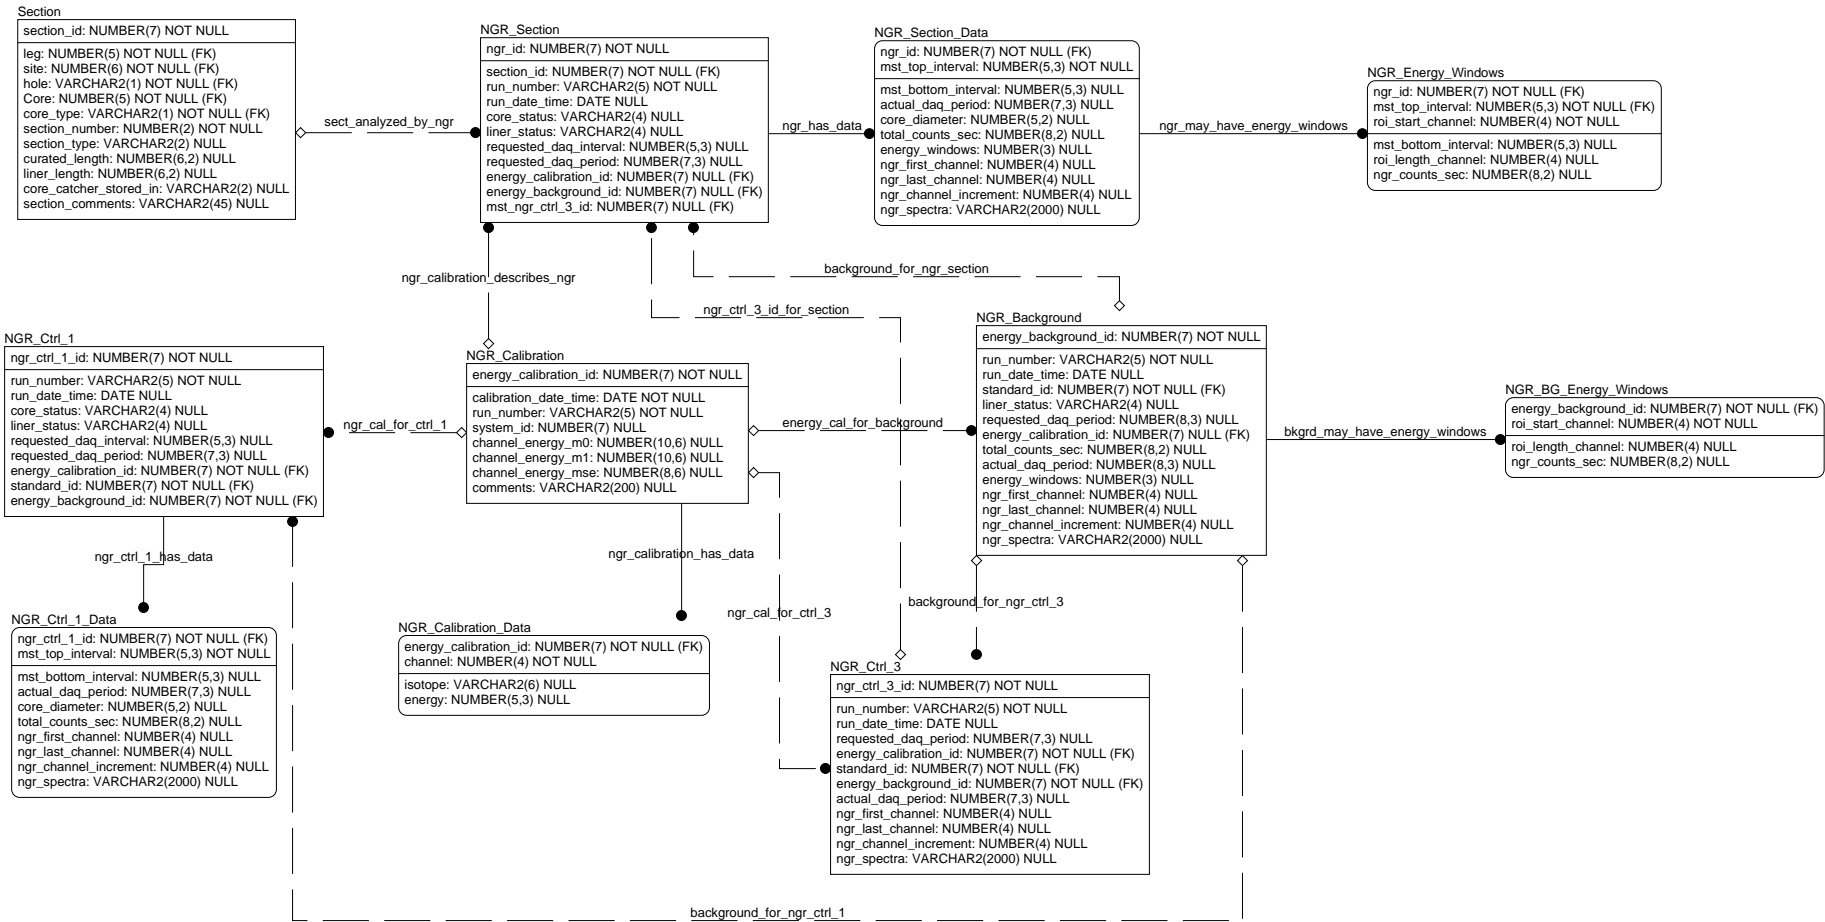 Section
section_id: NUMBER(7) NOT NULL
leg: NUMBER(5) NOT NULL (FK)
site: NUMBER(6) NOT NULL (FK)
hole: VARCHAR2(1) NOT NULL (FK)
Core: NUMBER(5) NOT NULL (FK)
core_type: VARCHAR2(1) NOT NULL (FK)
section_number: NUMBER(2) NOT NULL
section_type: VARCHAR2(2) NULL
curated_length: NUMBER(6,2) NULL
liner_length: NUMBER(6,2) NULL
core_catcher_stored_in: VARCHAR2(2) NULL
section_comments: VARCHAR2(45) NULL
sect_analyzed_by_ngr
NGR_Section
ngr_id: NUMBER(7) NOT NULL
section_id: NUMBER(7) NOT NULL (FK)
run_number: VARCHAR2(5) NOT NULL
run_date_time: DATE NULL
core_status: VARCHAR2(4) NULL
liner_status: VARCHAR2(4) NULL
requested_daq_interval: NUMBER(5,3) NULL
requested_daq_period: NUMBER(7,3) NULL
energy_calibration_id: NUMBER(7) NULL (FK)
energy_background_id: NUMBER(7) NULL (FK)
mst_ngr_ctrl_3_id: NUMBER(7) NULL (FK)
ngr_has_data
NGR_Section_Data
ngr_id: NUMBER(7) NOT NULL (FK)
mst_top_interval: NUMBER(5,3) NOT NULL
mst_bottom_interval: NUMBER(5,3) NULL
actual_daq_period: NUMBER(7,3) NULL
core_diameter: NUMBER(5,2) NULL
total_counts_sec: NUMBER(8,2) NULL
energy_windows: NUMBER(3) NULL
ngr_first_channel: NUMBER(4) NULL
ngr_last_channel: NUMBER(4) NULL
ngr_channel_increment: NUMBER(4) NULL
ngr_spectra: VARCHAR2(2000) NULL
ngr_may_have_energy_windows
NGR_Energy_Windows
ngr_id: NUMBER(7) NOT NULL (FK)
mst_top_interval: NUMBER(5,3) NOT NULL (FK)
roi_start_channel: NUMBER(4) NOT NULL
mst_bottom_interval: NUMBER(5,3) NULL
roi_length_channel: NUMBER(4) NULL
ngr_counts_sec: NUMBER(8,2) NULL
ngr_calibration_describes_ngr
background_for_ngr_section
ngr_ctrl_3_id_for_section
NGR_Ctrl_1
ngr_ctrl_1_id: NUMBER(7) NOT NULL
run_number: VARCHAR2(5) NOT NULL
run_date_time: DATE NULL
core_status: VARCHAR2(4) NULL
liner_status: VARCHAR2(4) NULL
requested_daq_interval: NUMBER(5,3) NULL
requested_daq_period: NUMBER(7,3) NULL
energy_calibration_id: NUMBER(7) NOT NULL (FK)
standard_id: NUMBER(7) NOT NULL (FK)
energy_background_id: NUMBER(7) NOT NULL (FK)
ngr_cal_for_ctrl_1
NGR_Calibration
energy_calibration_id: NUMBER(7) NOT NULL
calibration_date_time: DATE NOT NULL
run_number: VARCHAR2(5) NOT NULL
system_id: NUMBER(7) NULL
channel_energy_m0: NUMBER(10,6) NULL
channel_energy_m1: NUMBER(10,6) NULL
channel_energy_mse: NUMBER(8,6) NULL
comments: VARCHAR2(200) NULL
energy_cal_for_background
NGR_Background
energy_background_id: NUMBER(7) NOT NULL
run_number: VARCHAR2(5) NOT NULL
run_date_time: DATE NULL
standard_id: NUMBER(7) NOT NULL (FK)
liner_status: VARCHAR2(4) NULL
requested_daq_period: NUMBER(8,3) NULL
energy_calibration_id: NUMBER(7) NULL (FK)
total_counts_sec: NUMBER(8,2) NULL
actual_daq_period: NUMBER(8,3) NULL
energy_windows: NUMBER(3) NULL
ngr_first_channel: NUMBER(4) NULL
ngr_last_channel: NUMBER(4) NULL
ngr_channel_increment: NUMBER(4) NULL
ngr_spectra: VARCHAR2(2000) NULL
bkgrd_may_have_energy_windows
NGR_BG_Energy_Windows
energy_background_id: NUMBER(7) NOT NULL (FK)
roi_start_channel: NUMBER(4) NOT NULL
roi_length_channel: NUMBER(4) NULL
ngr_counts_sec: NUMBER(8,2) NULL
ngr_ctrl_1_has_data
ngr_calibration_has_data
ngr_cal_for_ctrl_3
background_for_ngr_ctrl_3
NGR_Ctrl_1_Data
ngr_ctrl_1_id: NUMBER(7) NOT NULL (FK)
mst_top_interval: NUMBER(5,3) NOT NULL
mst_bottom_interval: NUMBER(5,3) NULL
actual_daq_period: NUMBER(7,3) NULL
core_diameter: NUMBER(5,2) NULL
total_counts_sec: NUMBER(8,2) NULL
ngr_first_channel: NUMBER(4) NULL
ngr_last_channel: NUMBER(4) NULL
ngr_channel_increment: NUMBER(4) NULL
ngr_spectra: VARCHAR2(2000) NULL
NGR_Calibration_Data
energy_calibration_id: NUMBER(7) NOT NULL (FK)
channel: NUMBER(4) NOT NULL
isotope: VARCHAR2(6) NULL
energy: NUMBER(5,3) NULL
NGR_Ctrl_3
ngr_ctrl_3_id: NUMBER(7) NOT NULL
run_number: VARCHAR2(5) NOT NULL
run_date_time: DATE NULL
requested_daq_period: NUMBER(7,3) NULL
energy_calibration_id: NUMBER(7) NOT NULL (FK)
standard_id: NUMBER(7) NOT NULL (FK)
energy_background_id: NUMBER(7) NOT NULL (FK)
actual_daq_period: NUMBER(7,3) NULL
ngr_first_channel: NUMBER(4) NULL
ngr_last_channel: NUMBER(4) NULL
ngr_channel_increment: NUMBER(4) NULL
ngr_spectra: VARCHAR2(2000) NULL
background_for_ngr_ctrl_1